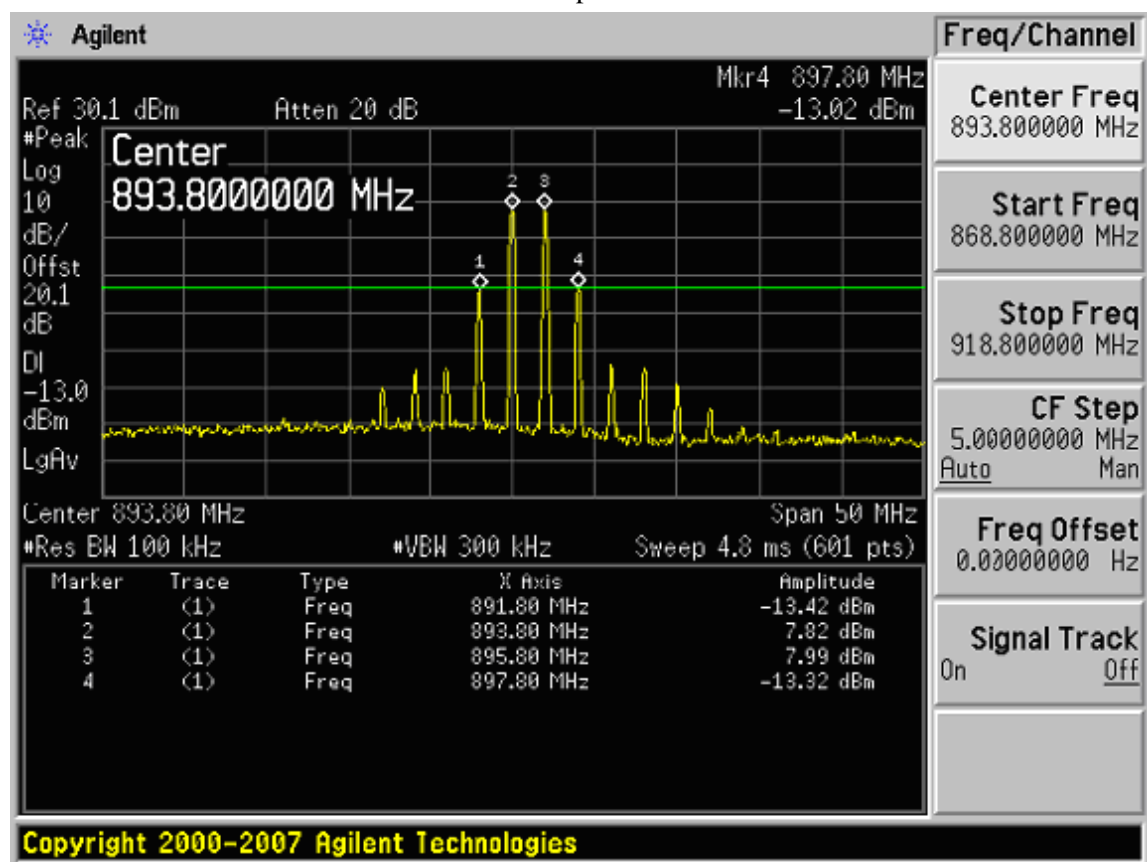 Agilent
Freq/Channel
Mkr4 897.80 MHz
Ref 30.1 dBm Atten 20 dB -13.02 dBm
#Peak
Log
10
dB/
Offst
20.1
dB
DI
-13.0
dBm
LgAv
Center
893.8000000 MHz
1
2
3
4
Center 893.80 MHz Span 50 MHz
#Res BW 100 kHz #VBW 300 kHz Sweep 4.8 ms (601 pts)
Marker Trace Type X Axis Amplitude
1 (1) Freq 891.80 MHz -13.42 dBm
2 (1) Freq 893.80 MHz 7.82 dBm
3 (1) Freq 895.80 MHz 7.99 dBm
4 (1) Freq 897.80 MHz -13.32 dBm
Center Freq
893.800000 MHz
Start Freq
868.800000 MHz
Stop Freq
918.800000 MHz
CF Step
5.00000000 MHz
Auto Man
Freq Offset
0.00000000 Hz
Signal Track
On Off
Copyright 2000-2007 Agilent Technologies